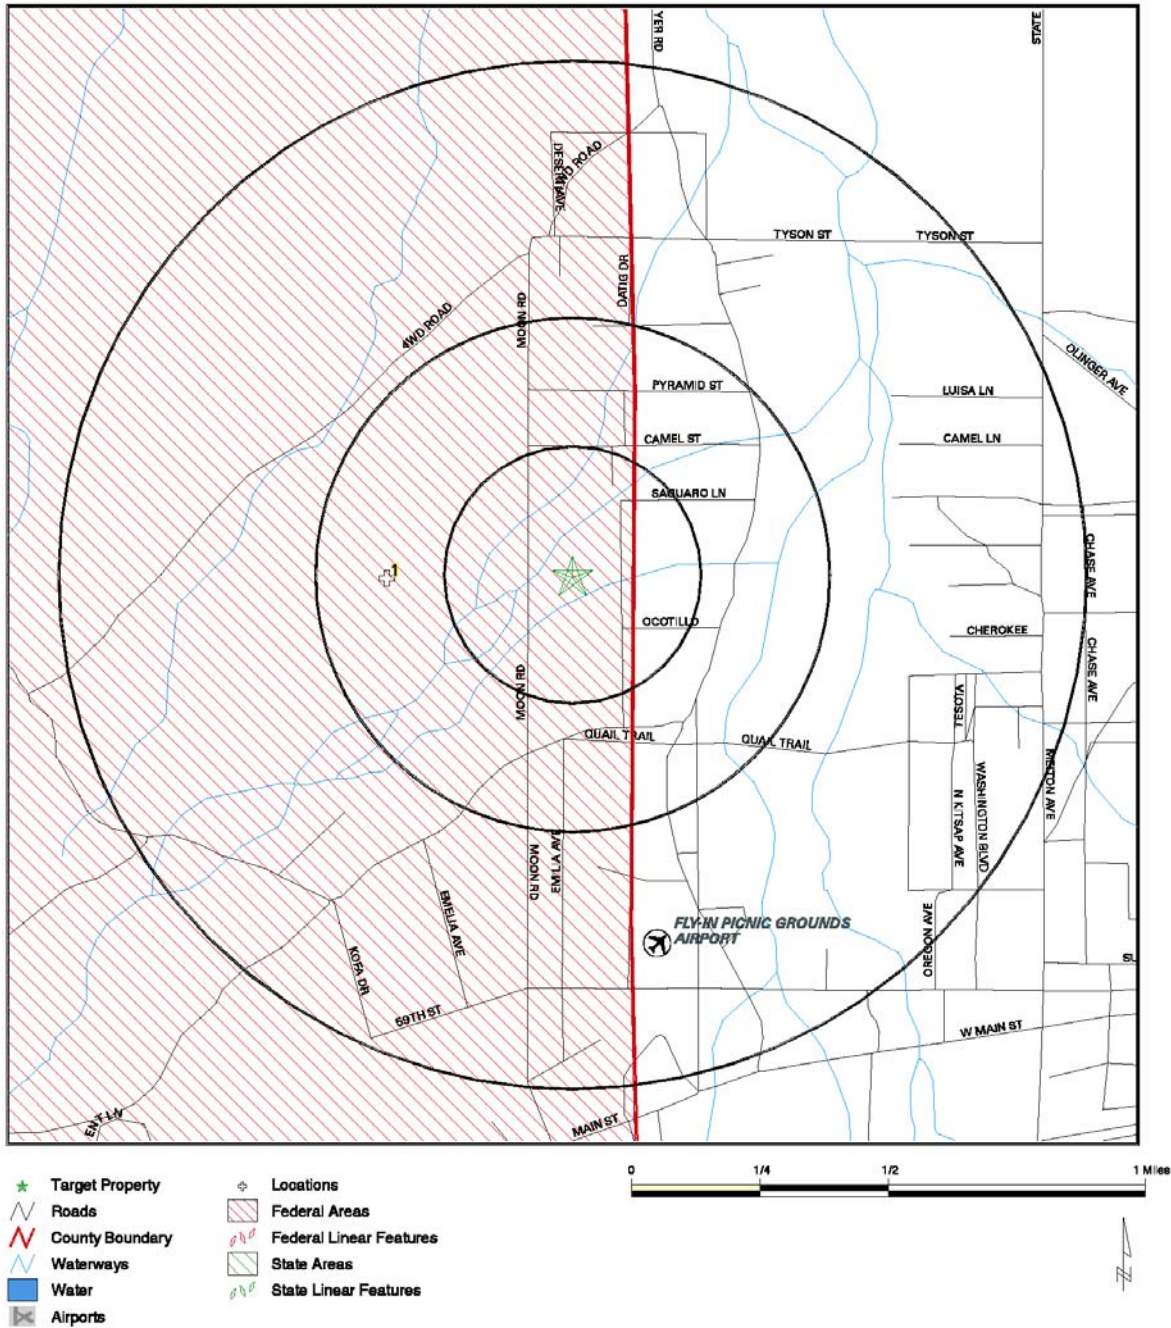 YER RD
STATE
DESERT AVE
4WD ROAD
TYSON ST
TYSON ST
DATIG DR
MOON RD
4WD ROAD
OLINGER AVE
PYRAMID ST
LUISA LN
CAMEL ST
CAMEL LN
SAGUARO LN
CHASE AVE
1
OCOTILLO
CHEROKEE
CHASE AVE
MOON RD
QUAIL TRAIL
QUAIL TRAIL
N KITSAP AVE
WASHINGTON BLVD
MOON RD
EMILIA AVE
EMELIA AVE
FLY-IN PICNIC GROUNDS
AIRPORT
OREGON AVE
KOFA DR
59TH ST
W MAIN ST
MAIN ST
0 1/4 1/2 1 Miles
Target Property
Roads
County Boundary
Waterways
Water
Airports
Locations
Federal Areas
Federal Linear Features
State Areas
State Linear Features